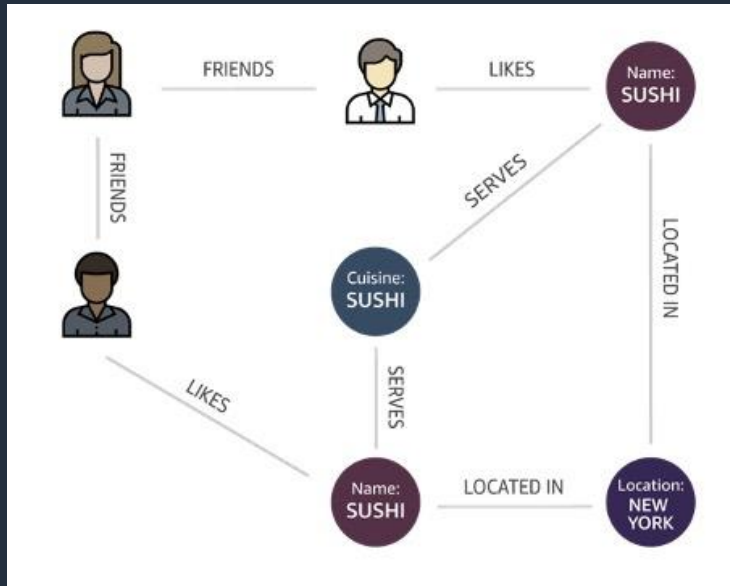 FRIENDS
LIKES
Name:
SUSHI
FRIENDS
SERVES
LOCATED IN
Cuisine:
SUSHI
LIKES
SERVES
Name:
SUSHI
LOCATED IN
Location:
NEW
YORK